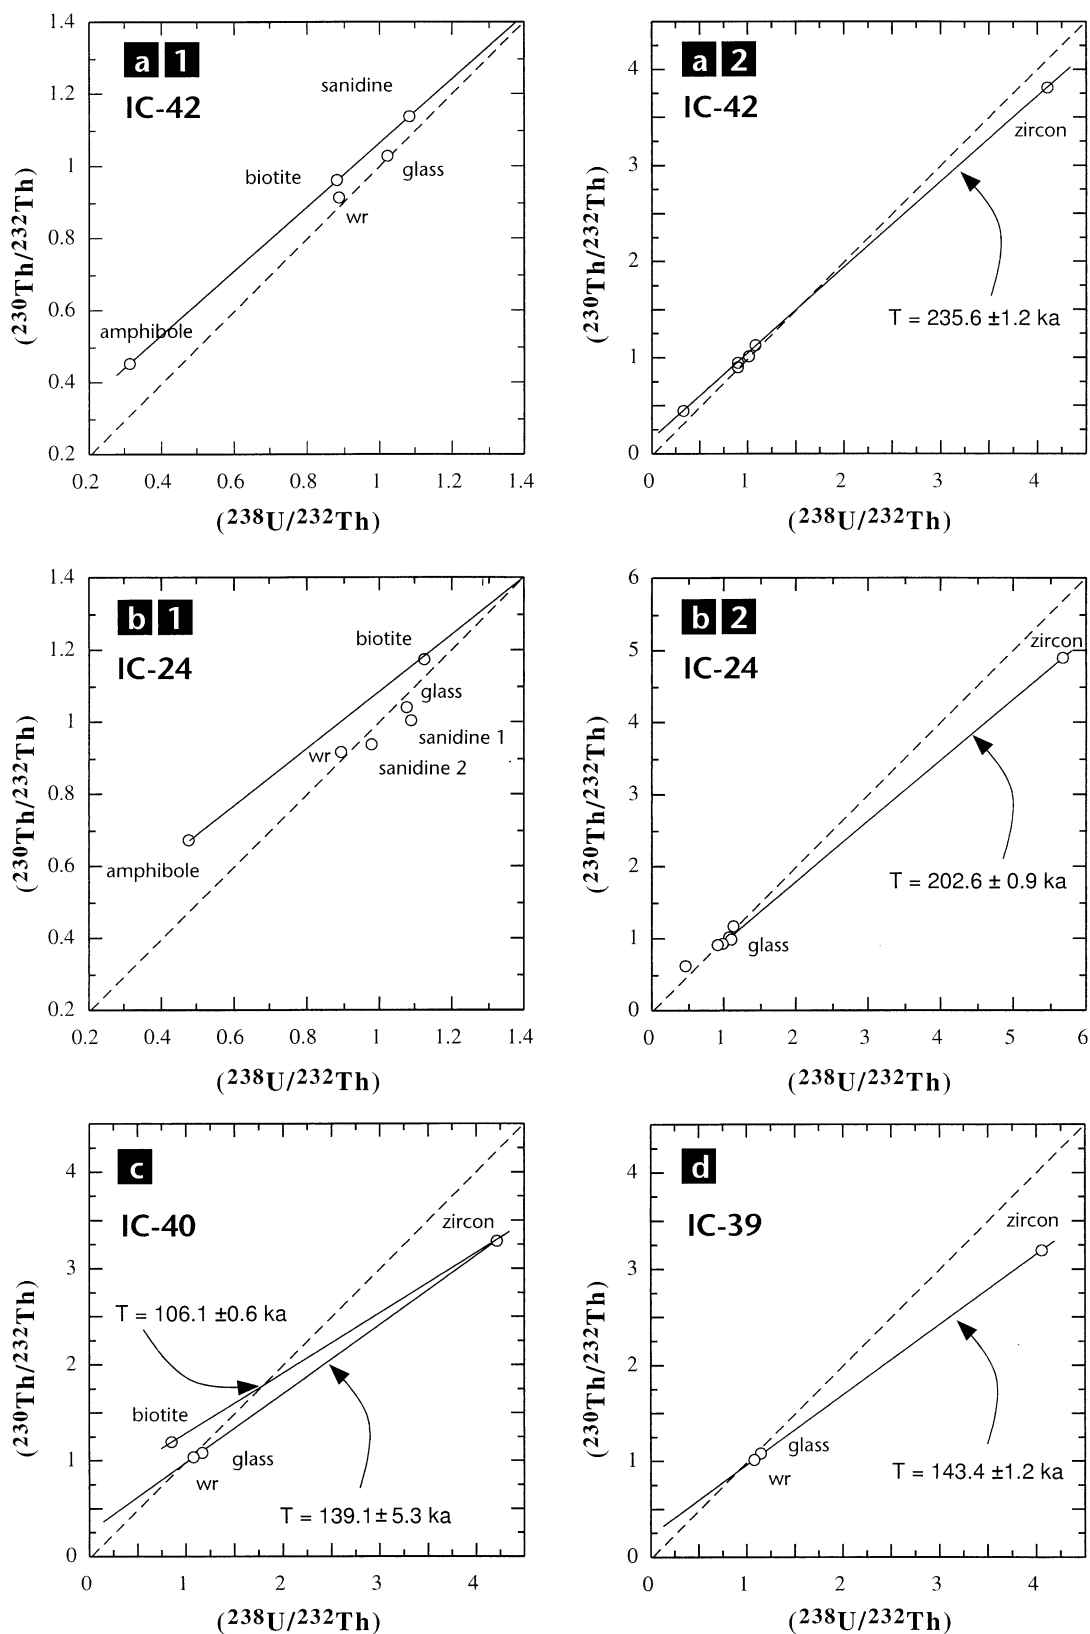 a 1
IC-42
sanidine
biotite
glass
wr
amphibole
1.4
1.2
1
0.8
0.6
0.4
0.2
0.2 0.4 0.6 0.8 1 1.2 1.4
(230Th/232Th)
(238U/232Th)
a 2
IC-42
zircon
T = 235.6 ±1.2 ka
4
3
2
1
0
0 1 2 3 4
(230Th/232Th)
(238U/232Th)
b 1
IC-24
biotite
glass
sanidine 1
wr
sanidine 2
amphibole
1.4
1.2
1
0.8
0.6
0.4
0.2
0.2 0.4 0.6 0.8 1 1.2 1.4
(230Th/232Th)
(238U/232Th)
b 2
IC-24
zircon
T = 202.6 ± 0.9 ka
glass
6
5
4
3
2
1
0
0 1 2 3 4 5 6
(230Th/232Th)
(238U/232Th)
c
IC-40
zircon
T = 106.1 ±0.6 ka
biotite
glass
wr
T = 139.1± 5.3 ka
4
3
2
1
0
0 1 2 3 4
(230Th/232Th)
(238U/232Th)
d
IC-39
zircon
glass
wr
T = 143.4 ±1.2 ka
4
3
2
1
0
0 1 2 3 4
(230Th/232Th)
(238U/232Th)